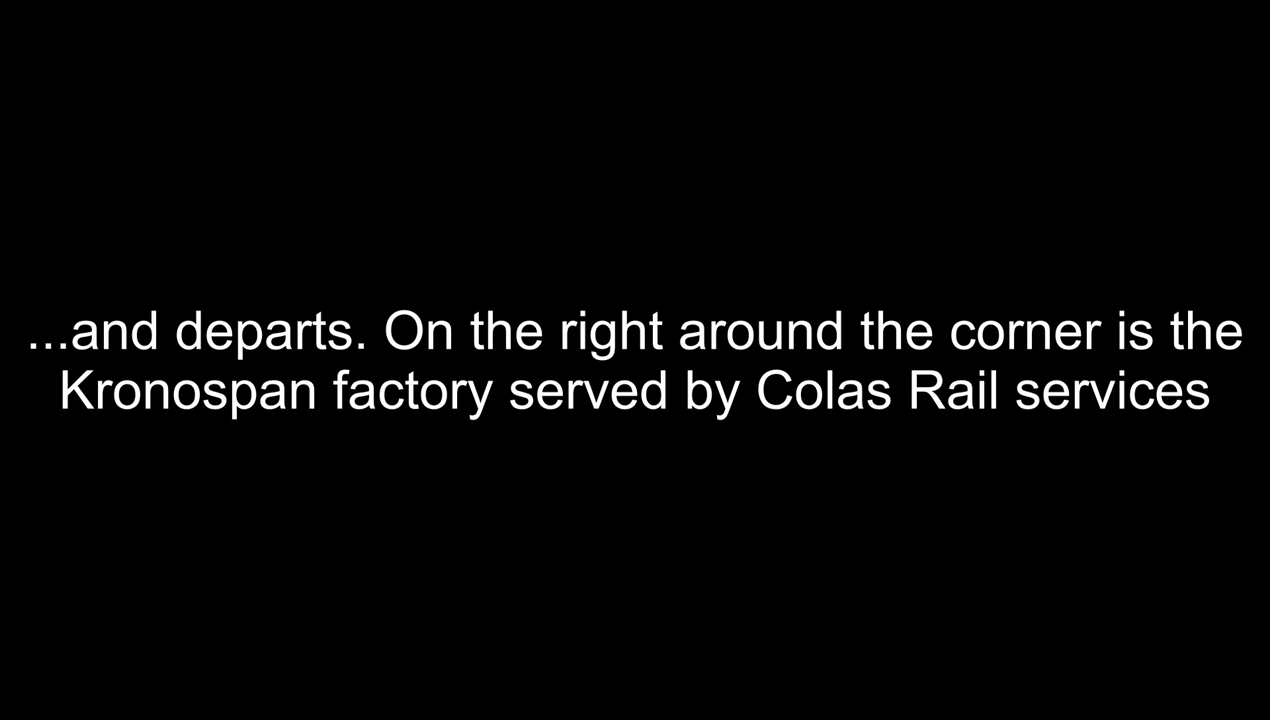 ...and departs. On the right around the corner is the
Kronospan factory served by Colas Rail services